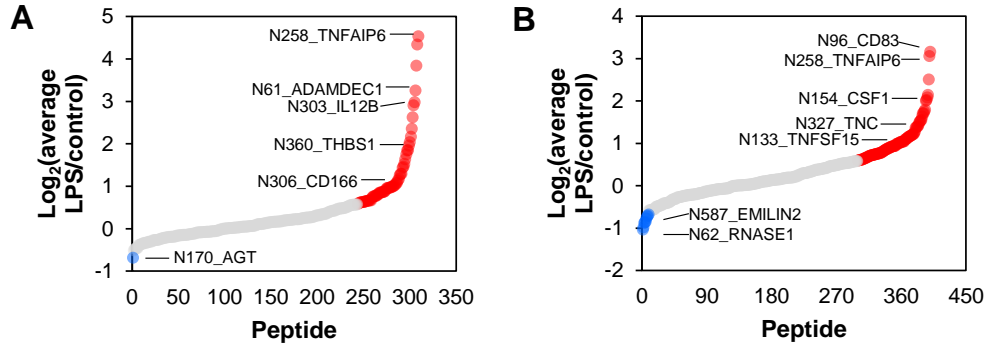 A
Log2(average
LPS/control)
5
4
3
2
1
0
-1
N258_TNFAIP6
N61_ADAMDEC1
N303_IL12B
N360_THBS1
N306_CD166
N170_AGT
0 50 100 150 200 250 300 350
Peptide
B
Log2(average
LPS/control)
4
3
2
1
0
-1
-2
N96_CD83
N258_TNFAIP6
N154_CSF1
N327_TNC
N133_TNFSF15
N587_EMILIN2
N62_RNASE1
0 90 180 270 360 450
Peptide